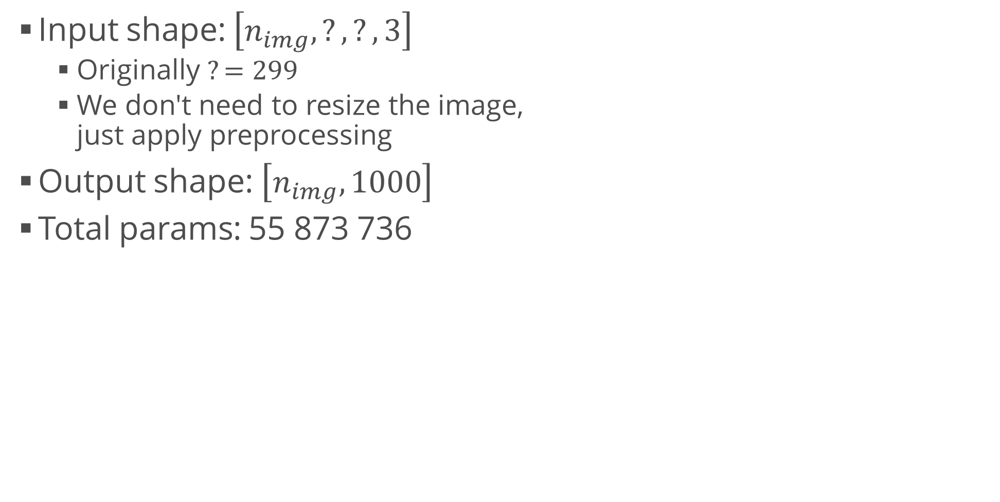 ▪ Input shape: [n_img, ?, ?, 3]
▪ Originally ? = 299
▪ We don't need to resize the image,
just apply preprocessing
▪ Output shape: [n_img, 1000]
▪ Total params: 55 873 736